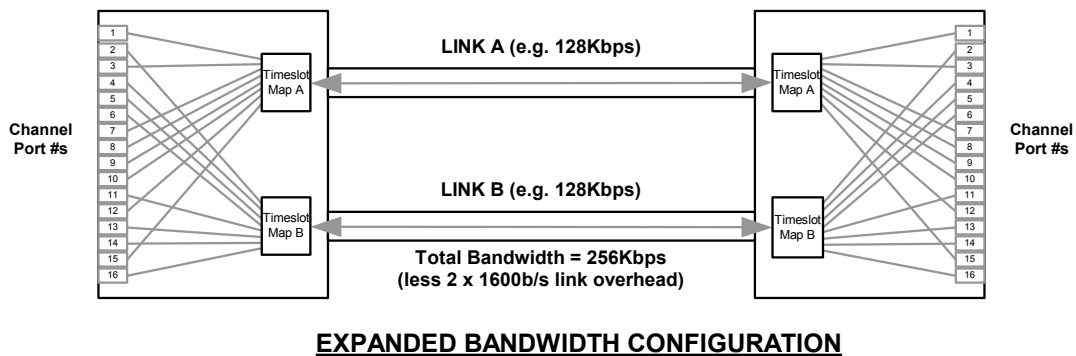 LINK A (e.g. 128Kbps)
Channel
Port #s
1
2
3
4
5
6
7
8
9
10
11
12
13
14
15
16
Timeslot
Map A
Timeslot
Map B
LINK B (e.g. 128Kbps)
Total Bandwidth = 256Kbps
(less 2 x 1600b/s link overhead)
Timeslot
Map A
Timeslot
Map B
1
2
3
4
5
6
7
8
9
10
11
12
13
14
15
16
Channel
Port #s
EXPANDED BANDWIDTH CONFIGURATION